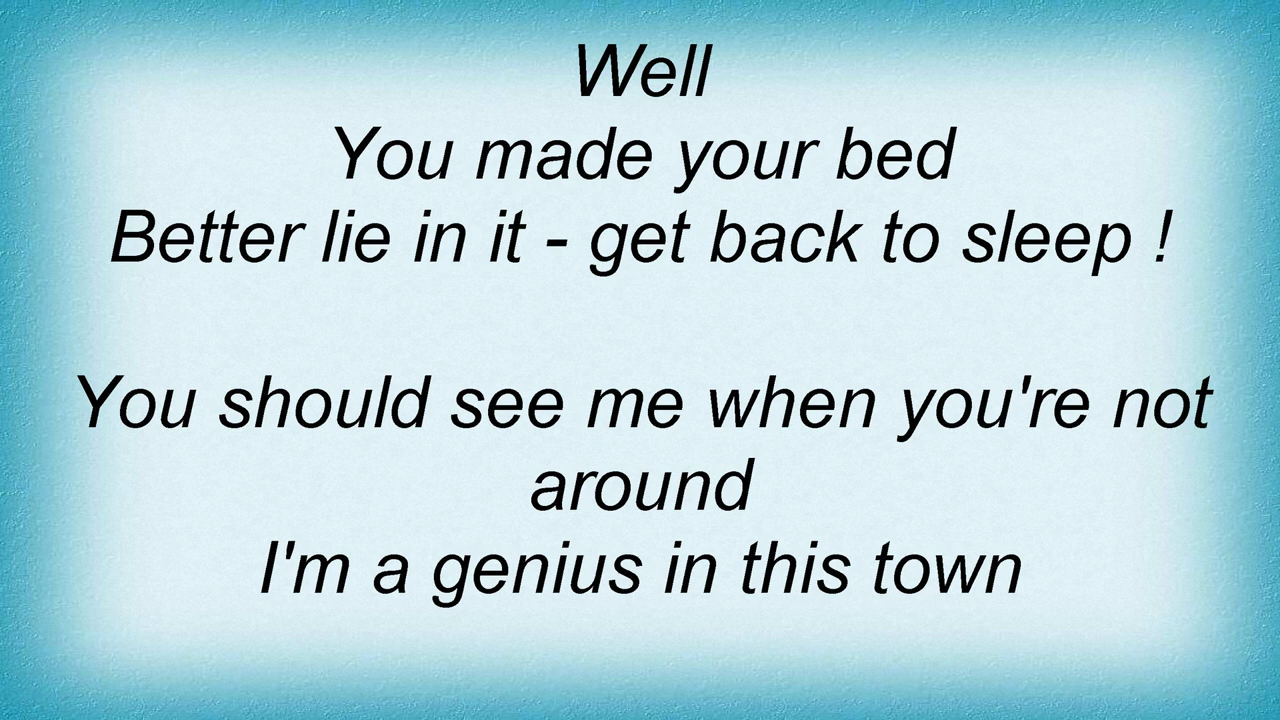 Well
You made your bed
Better lie in it - get back to sleep !
You should see me when you're not
around
I'm a genius in this town